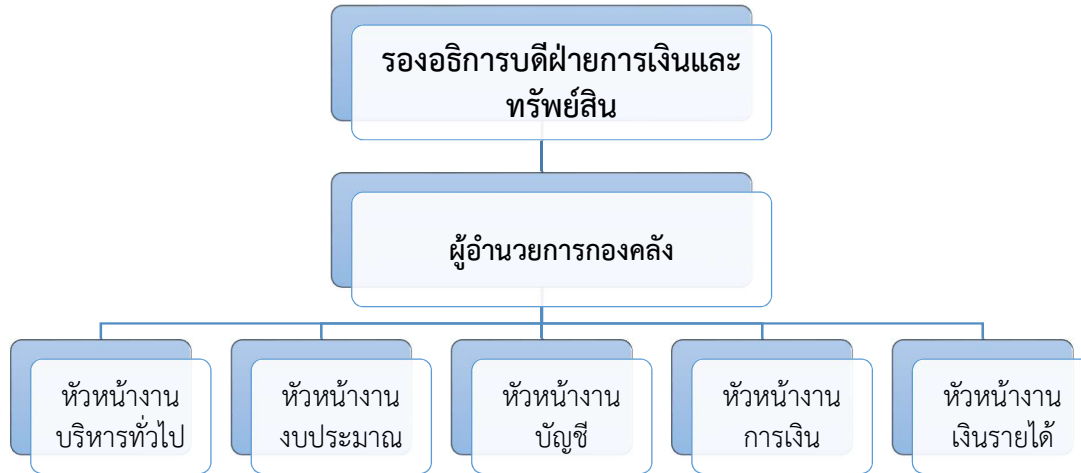 รองอธิการบดีฝ่ายการเงินและ
ทรัพย์สิน
ผู้อำนวยการกองคลัง
หัวหน้างาน
บริหารทั่วไป
หัวหน้างาน
งบประมาณ
หัวหน้างาน
บัญชี
หัวหน้างาน
การเงิน
หัวหน้างาน
เงินรายได้